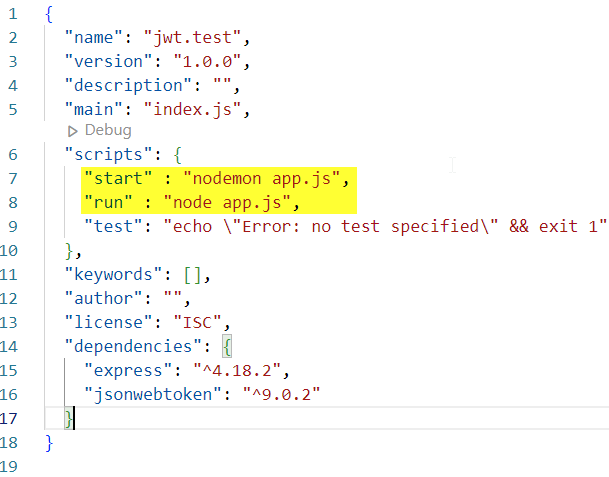 1 {
2 "name": "jwt.test",
3 "version": "1.0.0",
4 "description": "",
5 "main": "index.js",
Debug
6 "scripts": {
7 "start" : "nodemon app.js",
8 "run" : "node app.js",
9 "test": "echo \"Error: no test specified\" && exit 1"
10 },
11 "keywords": [],
12 "author": "",
13 "license": "ISC",
14 "dependencies": {
15 "express": "^4.18.2",
16 "jsonwebtoken": "^9.0.2"
17 }
18 }
19